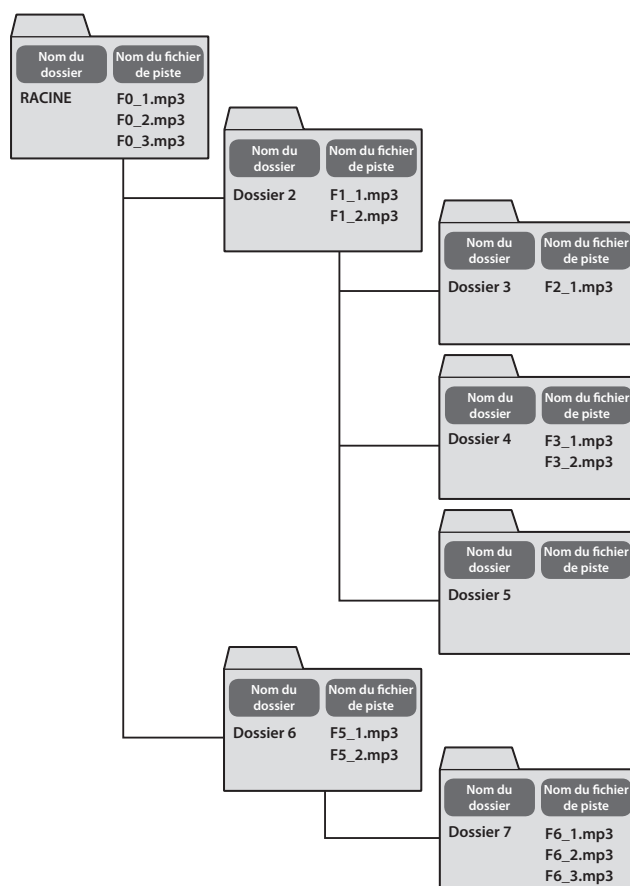 Nom du dossier
Nom du fichier de piste
RACINE
F0_1.mp3
F0_2.mp3
F0_3.mp3
Nom du dossier
Nom du fichier de piste
Dossier 2
F1_1.mp3
F1_2.mp3
Nom du dossier
Nom du fichier de piste
Dossier 3
F2_1.mp3
Nom du dossier
Nom du fichier de piste
Dossier 4
F3_1.mp3
F3_2.mp3
Nom du dossier
Nom du fichier de piste
Dossier 5
Nom du dossier
Nom du fichier de piste
Dossier 6
F5_1.mp3
F5_2.mp3
Nom du dossier
Nom du fichier de piste
Dossier 7
F6_1.mp3
F6_2.mp3
F6_3.mp3